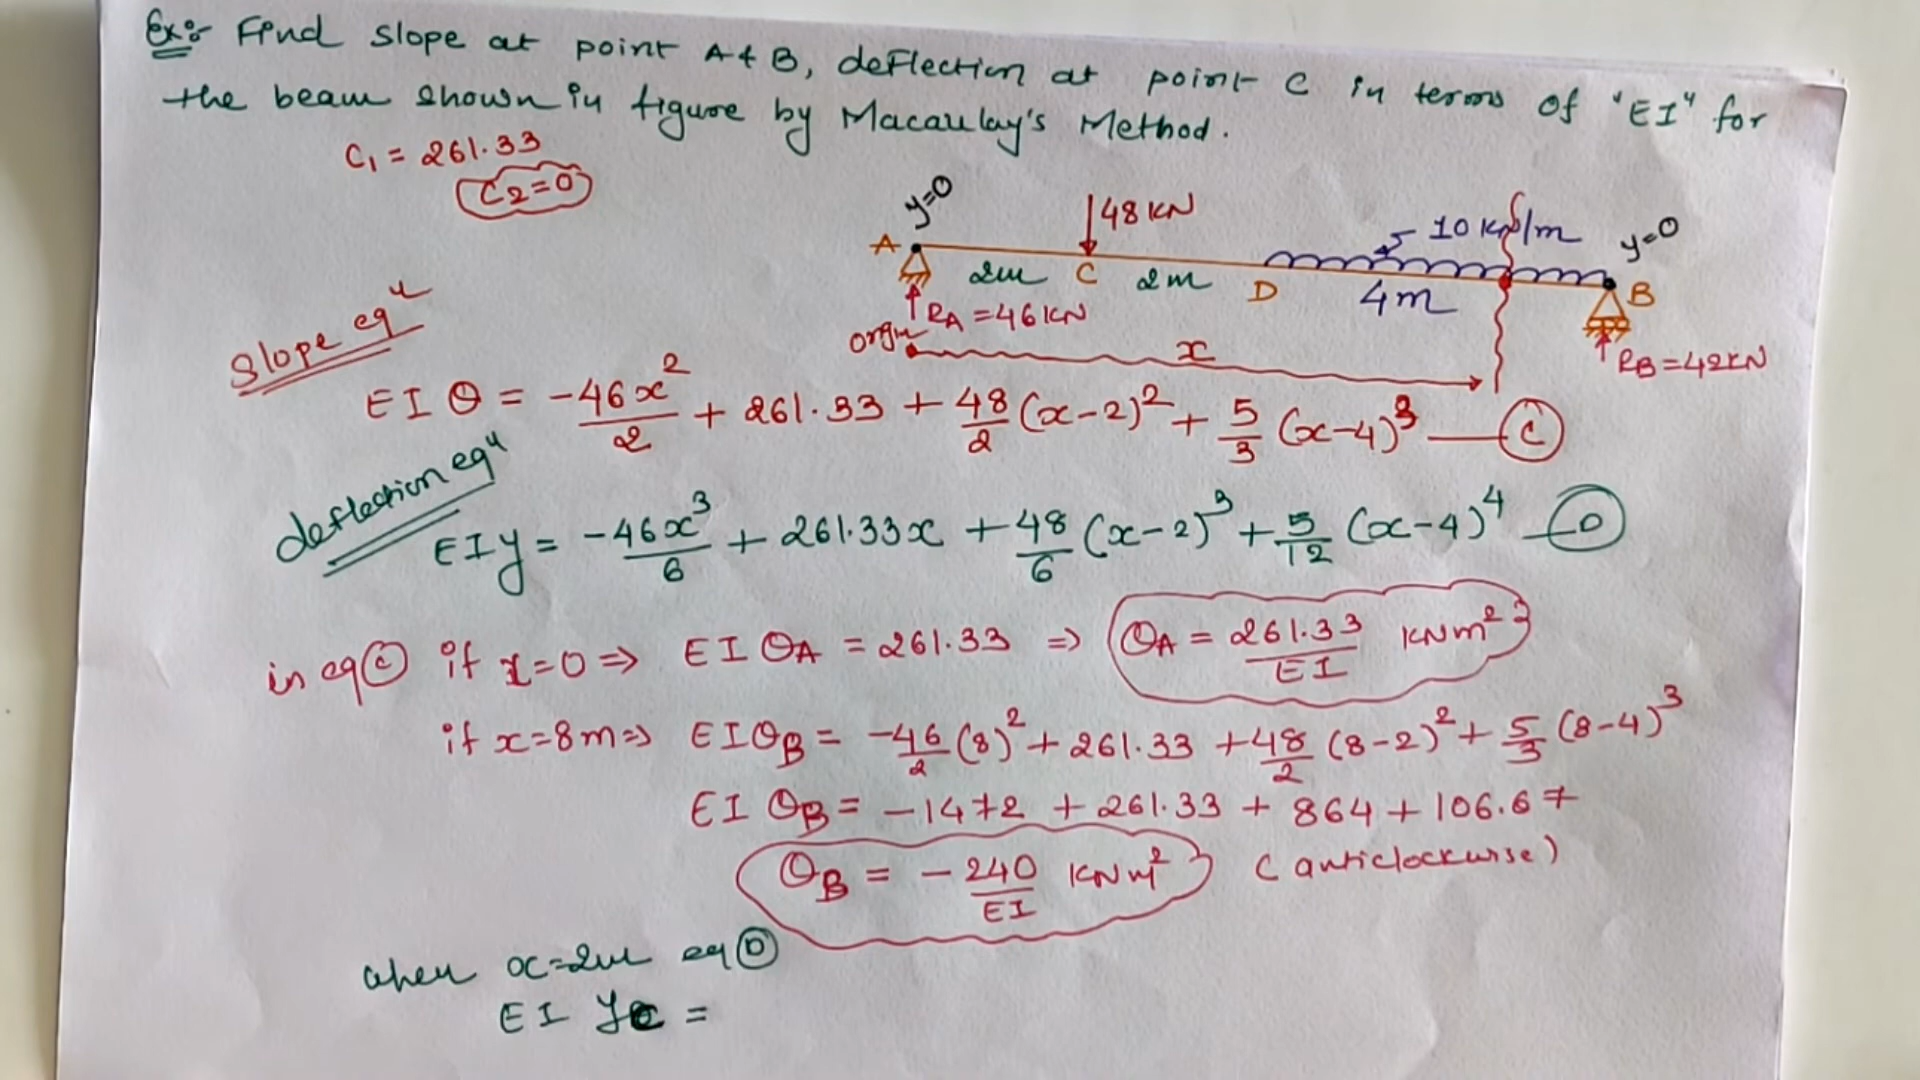 Ex:- Find slope at point A & B, deflection at point C in terms of "EI" for
the beam shown in figure by Macaulay's Method.
C₁ = 261.33
C₂=0
y=0
48 KN
10 KN/m
y=0
A
2m
C
2m
D
4m
B
RA = 46 KN
RB = 42KN
orgin
x
Slope eqⁿ
EI θ = -46x²/2 + 261.33 + 48/2 (x-2)² + 5/3 (x-4)³ — C
deflection eqⁿ
EIy = -46x³/6 + 261.33x + 48/6 (x-2)³ + 5/12 (x-4)⁴ — D
in eq C if x=0 ⇒ EI θA = 261.33 ⇒ θA = 261.33/EI KNm²
if x=8m ⇒ EIθB = -46/2 (8)² + 261.33 + 48/2 (8-2)² + 5/3 (8-4)³
EI θB = -1472 + 261.33 + 864 + 106.67
θB = -240/EI KNm² (anticlockwise)
when x=2m eq D
EI yc =